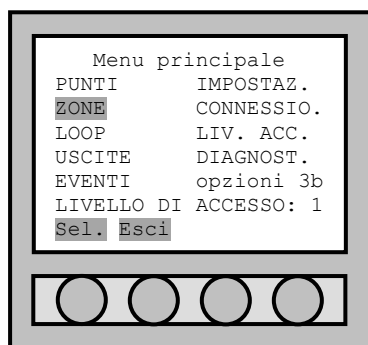 Menu principale
PUNTI IMPOSTAZ.
ZONE CONNESSIO.
LOOP LIV. ACC.
USCITE DIAGNOST.
EVENTI opzioni 3b
LIVELLO DI ACCESSO: 1
Sel. Esci